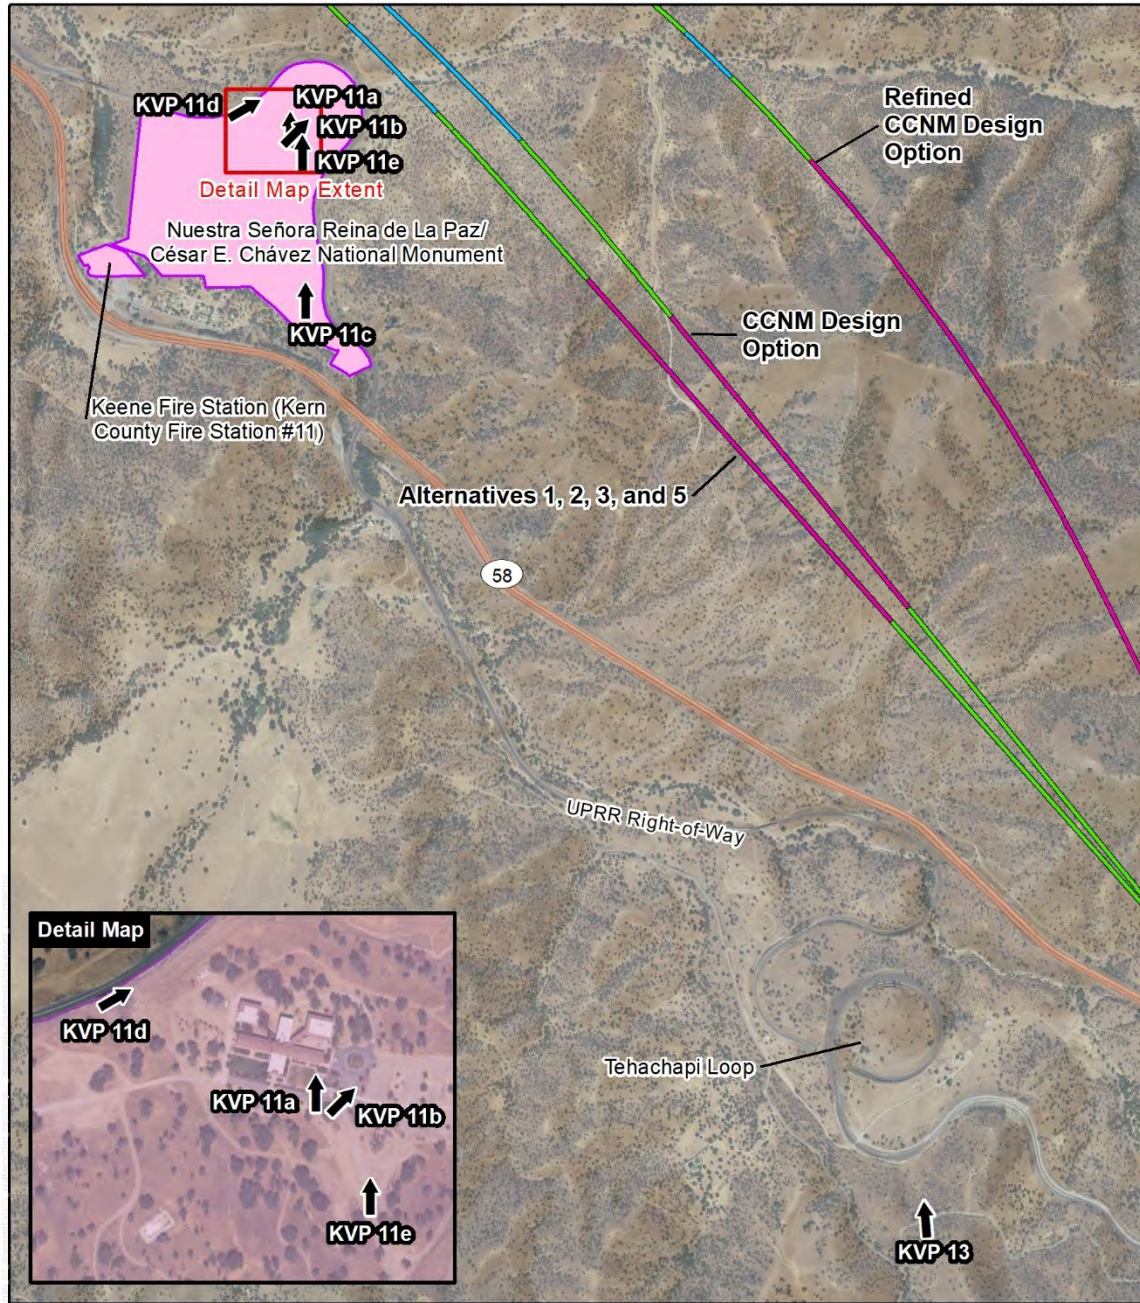 KVP 11d
KVP 11a
KVP 11b
KVP 11e
Detail Map Extent
Nuestra Señora Reina de La Paz/
César E. Chávez National Monument
KVP 11c
Keene Fire Station (Kern
County Fire Station #11)
Refined
CCNM Design
Option
CCNM Design
Option
Alternatives 1, 2, 3, and 5
58
UPRR Right-of-Way
Tehachapi Loop
KVP 13
Detail Map
KVP 11d
KVP 11a
KVP 11b
KVP 11e